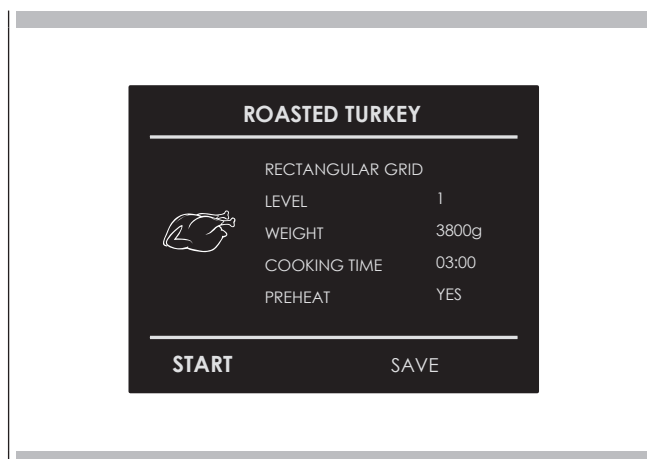 ROASTED TURKEY
RECTANGULAR GRID
LEVEL 1
WEIGHT 3800g
COOKING TIME 03:00
PREHEAT YES
START SAVE